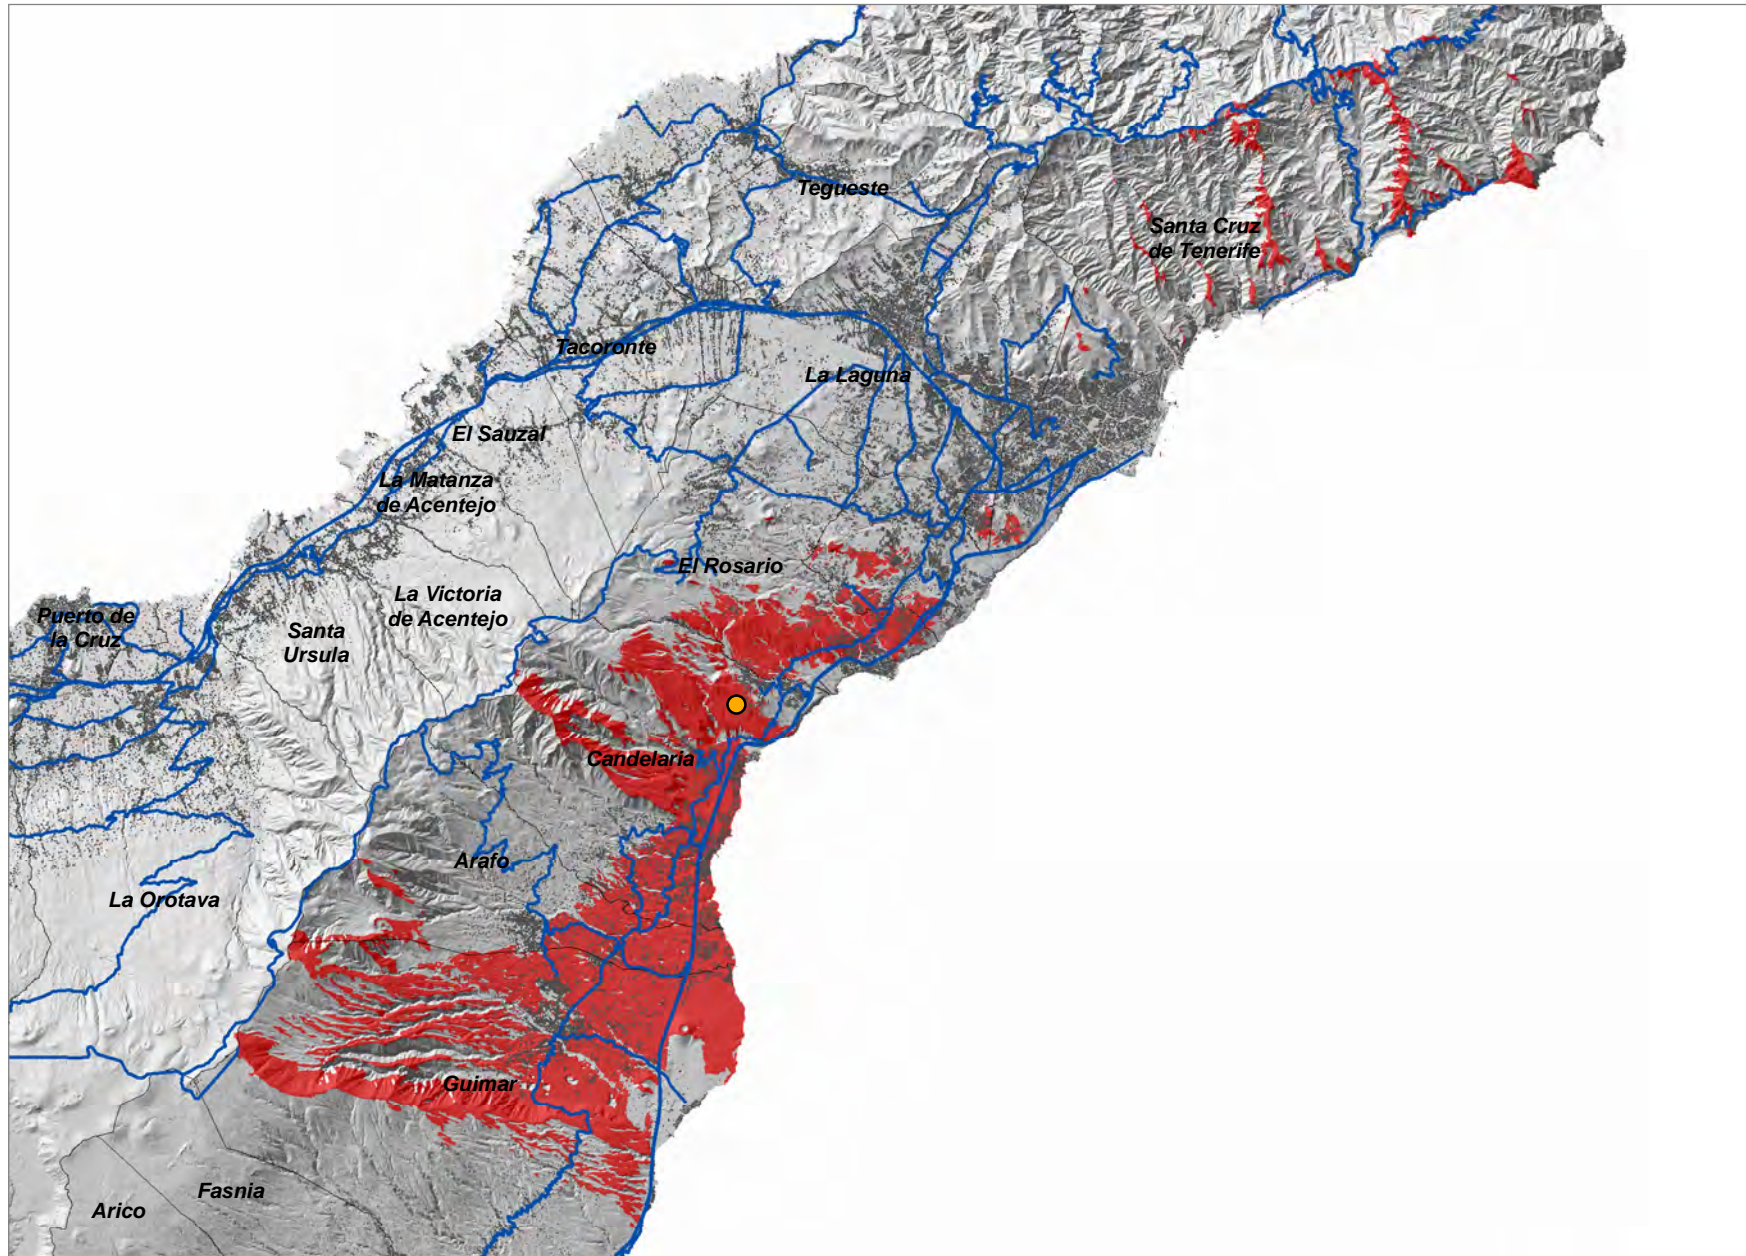 Tegueste
Santa Cruz
de Tenerife
Tacoronte
La Laguna
El Sauzal
La Matanza
de Acentejo
El Rosario
La Victoria
de Acentejo
Puerto de
la Cruz
Santa
Ursula
Candelaria
Arafo
La Orotava
Guimar
Fasnia
Arico